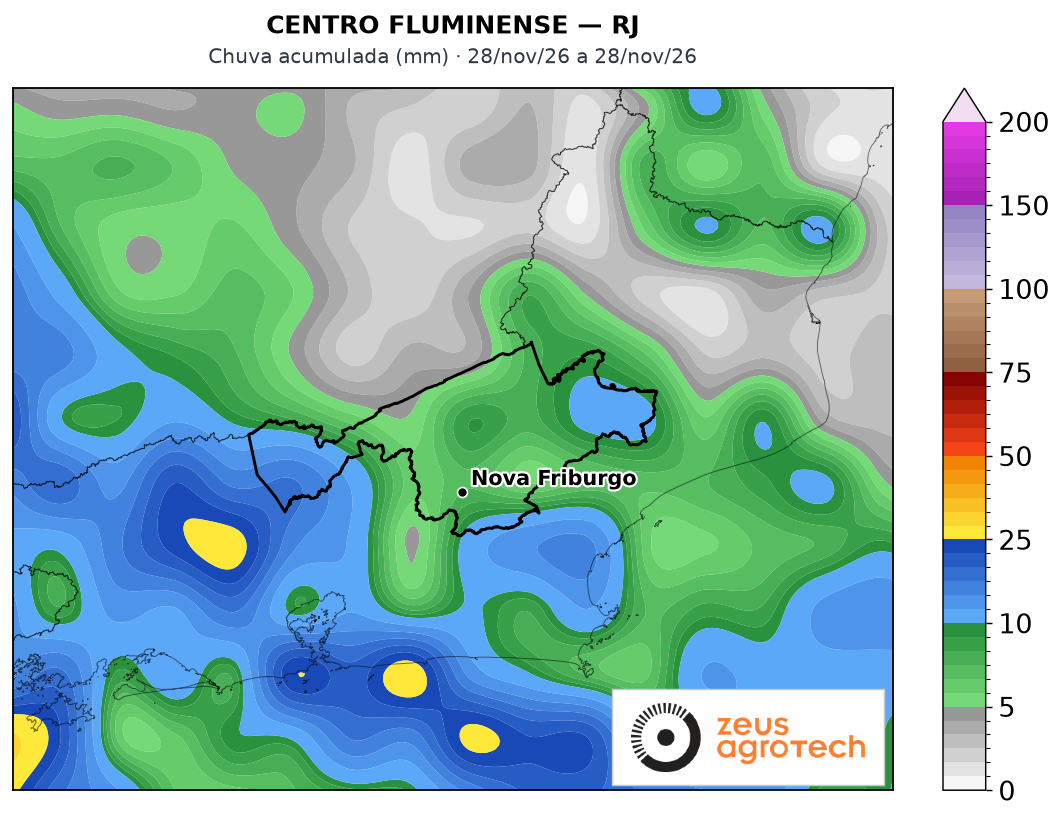 CENTRO FLUMINENSE — RJ
Chuva acumulada (mm) · 28/nov/26 a 28/nov/26
200
150
100
75
50
25
10
5
0
Nova Friburgo
zeus
agrotech